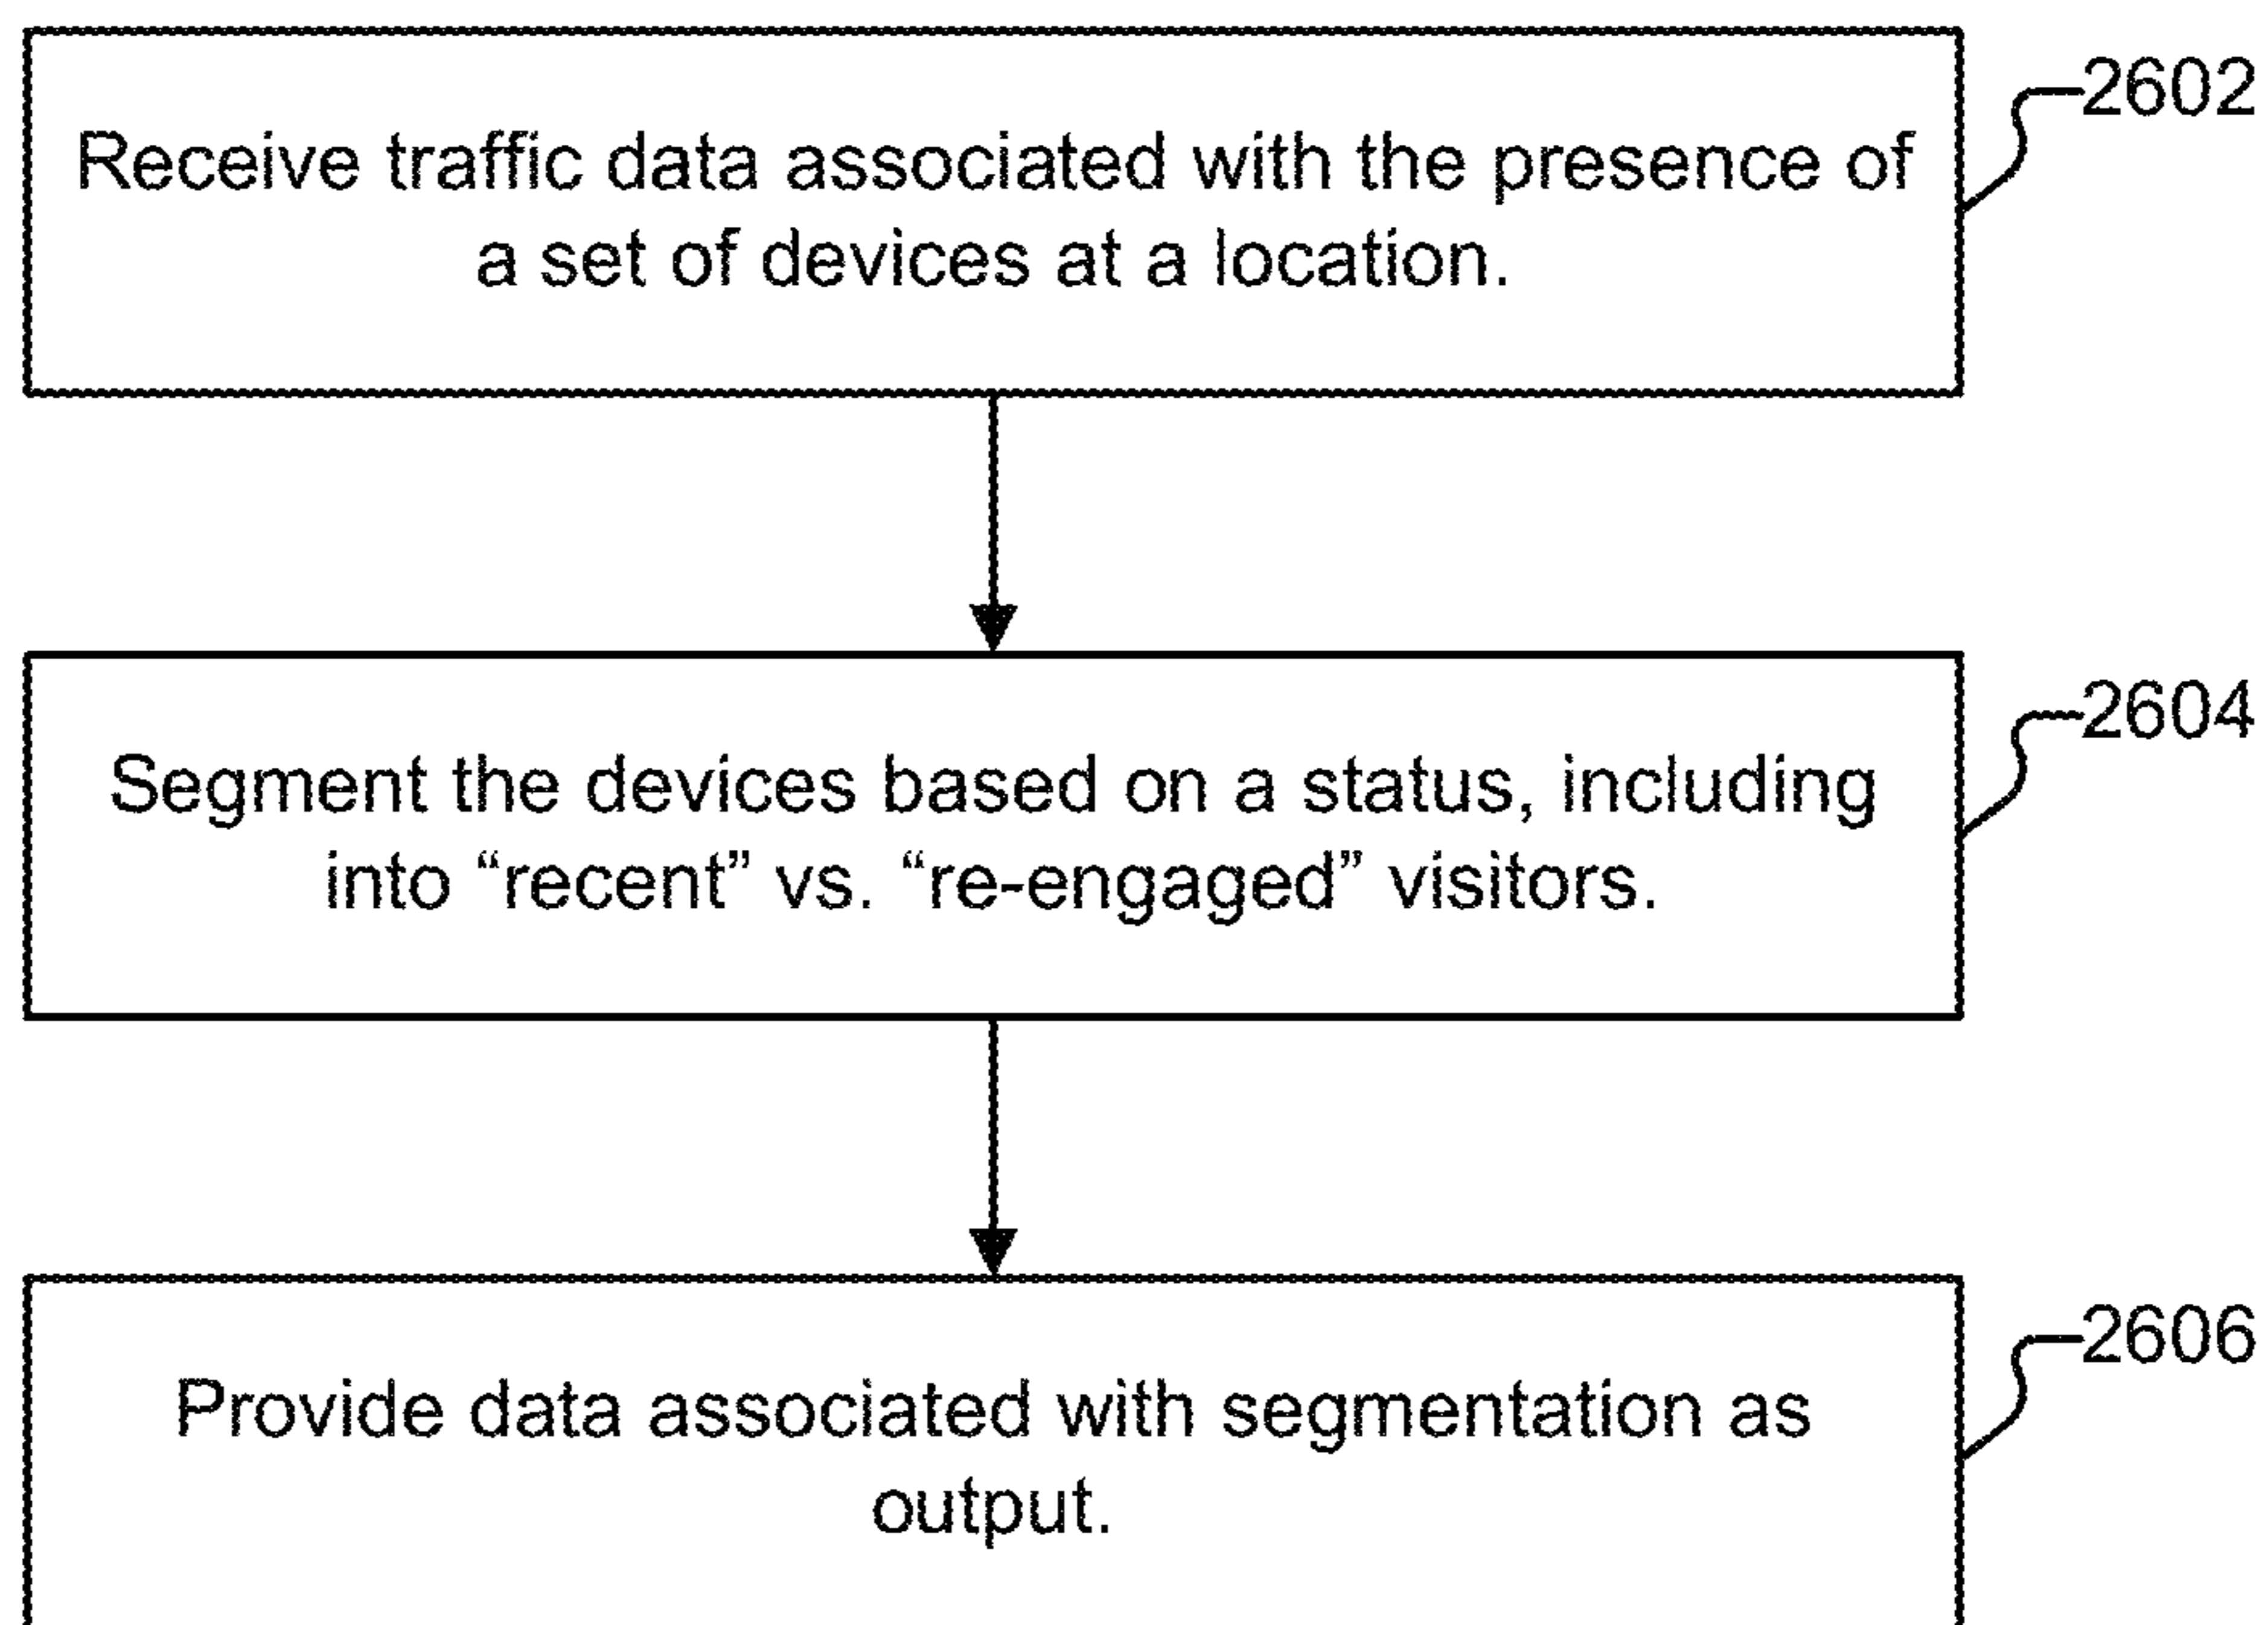 2602
Receive traffic data associated with the presence of
a set of devices at a location.
2604
Segment the devices based on a status, including
into “recent” vs. “re-engaged” visitors.
2606
Provide data associated with segmentation as
output.